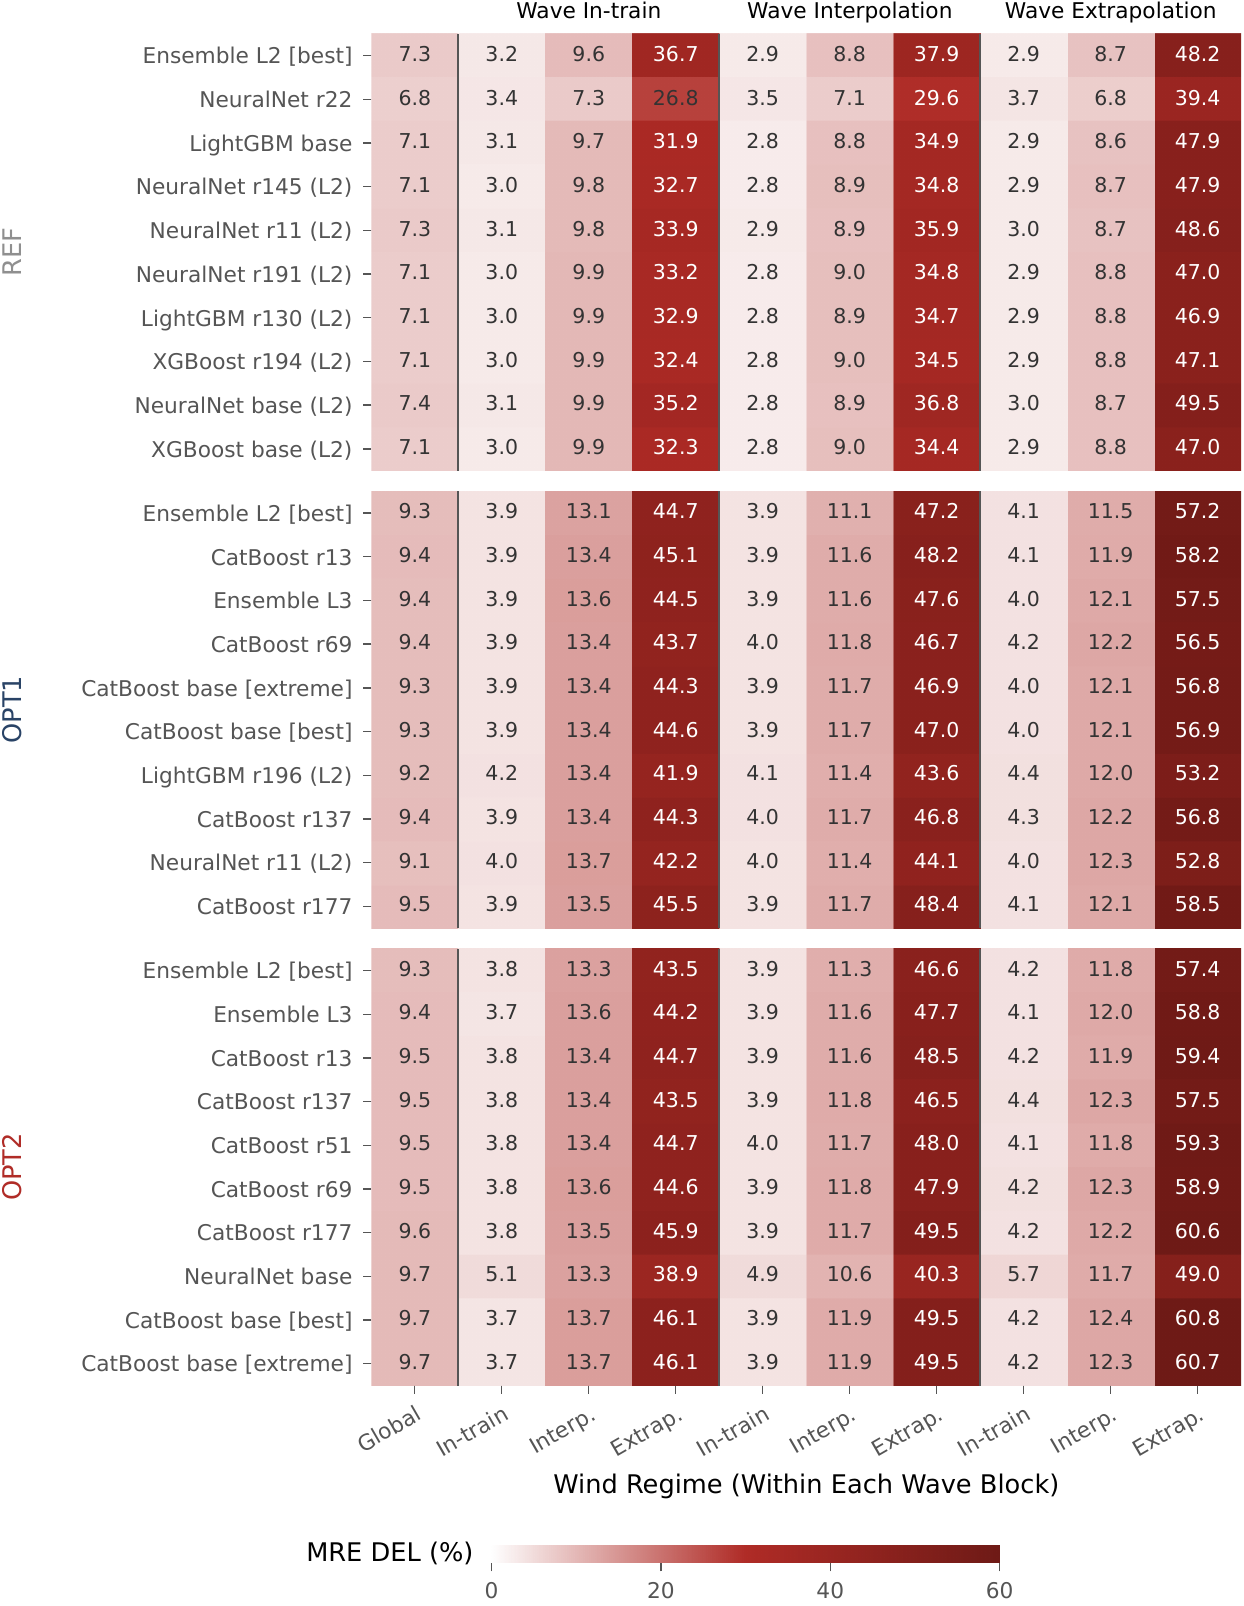 Wave In-train Wave Interpolation Wave Extrapolation
REF
Ensemble L2 [best] 7.3 3.2 9.6 36.7 2.9 8.8 37.9 2.9 8.7 48.2
NeuralNet r22 6.8 3.4 7.3 26.8 3.5 7.1 29.6 3.7 6.8 39.4
LightGBM base 7.1 3.1 9.7 31.9 2.8 8.8 34.9 2.9 8.6 47.9
NeuralNet r145 (L2) 7.1 3.0 9.8 32.7 2.8 8.9 34.8 2.9 8.7 47.9
NeuralNet r11 (L2) 7.3 3.1 9.8 33.9 2.9 8.9 35.9 3.0 8.7 48.6
NeuralNet r191 (L2) 7.1 3.0 9.9 33.2 2.8 9.0 34.8 2.9 8.8 47.0
LightGBM r130 (L2) 7.1 3.0 9.9 32.9 2.8 8.9 34.7 2.9 8.8 46.9
XGBoost r194 (L2) 7.1 3.0 9.9 32.4 2.8 9.0 34.5 2.9 8.8 47.1
NeuralNet base (L2) 7.4 3.1 9.9 35.2 2.8 8.9 36.8 3.0 8.7 49.5
XGBoost base (L2) 7.1 3.0 9.9 32.3 2.8 9.0 34.4 2.9 8.8 47.0
OPT1
Ensemble L2 [best] 9.3 3.9 13.1 44.7 3.9 11.1 47.2 4.1 11.5 57.2
CatBoost r13 9.4 3.9 13.4 45.1 3.9 11.6 48.2 4.1 11.9 58.2
Ensemble L3 9.4 3.9 13.6 44.5 3.9 11.6 47.6 4.0 12.1 57.5
CatBoost r69 9.4 3.9 13.4 43.7 4.0 11.8 46.7 4.2 12.2 56.5
CatBoost base [extreme] 9.3 3.9 13.4 44.3 3.9 11.7 46.9 4.0 12.1 56.8
CatBoost base [best] 9.3 3.9 13.4 44.6 3.9 11.7 47.0 4.0 12.1 56.9
LightGBM r196 (L2) 9.2 4.2 13.4 41.9 4.1 11.4 43.6 4.4 12.0 53.2
CatBoost r137 9.4 3.9 13.4 44.3 4.0 11.7 46.8 4.3 12.2 56.8
NeuralNet r11 (L2) 9.1 4.0 13.7 42.2 4.0 11.4 44.1 4.0 12.3 52.8
CatBoost r177 9.5 3.9 13.5 45.5 3.9 11.7 48.4 4.1 12.1 58.5
OPT2
Ensemble L2 [best] 9.3 3.8 13.3 43.5 3.9 11.3 46.6 4.2 11.8 57.4
Ensemble L3 9.4 3.7 13.6 44.2 3.9 11.6 47.7 4.1 12.0 58.8
CatBoost r13 9.5 3.8 13.4 44.7 3.9 11.6 48.5 4.2 11.9 59.4
CatBoost r137 9.5 3.8 13.4 43.5 3.9 11.8 46.5 4.4 12.3 57.5
CatBoost r51 9.5 3.8 13.4 44.7 4.0 11.7 48.0 4.1 11.8 59.3
CatBoost r69 9.5 3.8 13.6 44.6 3.9 11.8 47.9 4.2 12.3 58.9
CatBoost r177 9.6 3.8 13.5 45.9 3.9 11.7 49.5 4.2 12.2 60.6
NeuralNet base 9.7 5.1 13.3 38.9 4.9 10.6 40.3 5.7 11.7 49.0
CatBoost base [best] 9.7 3.7 13.7 46.1 3.9 11.9 49.5 4.2 12.4 60.8
CatBoost base [extreme] 9.7 3.7 13.7 46.1 3.9 11.9 49.5 4.2 12.3 60.7
Global In-train Interp. Extrap. In-train Interp. Extrap. In-train Interp. Extrap.
Wind Regime (Within Each Wave Block)
MRE DEL (%)
0 20 40 60